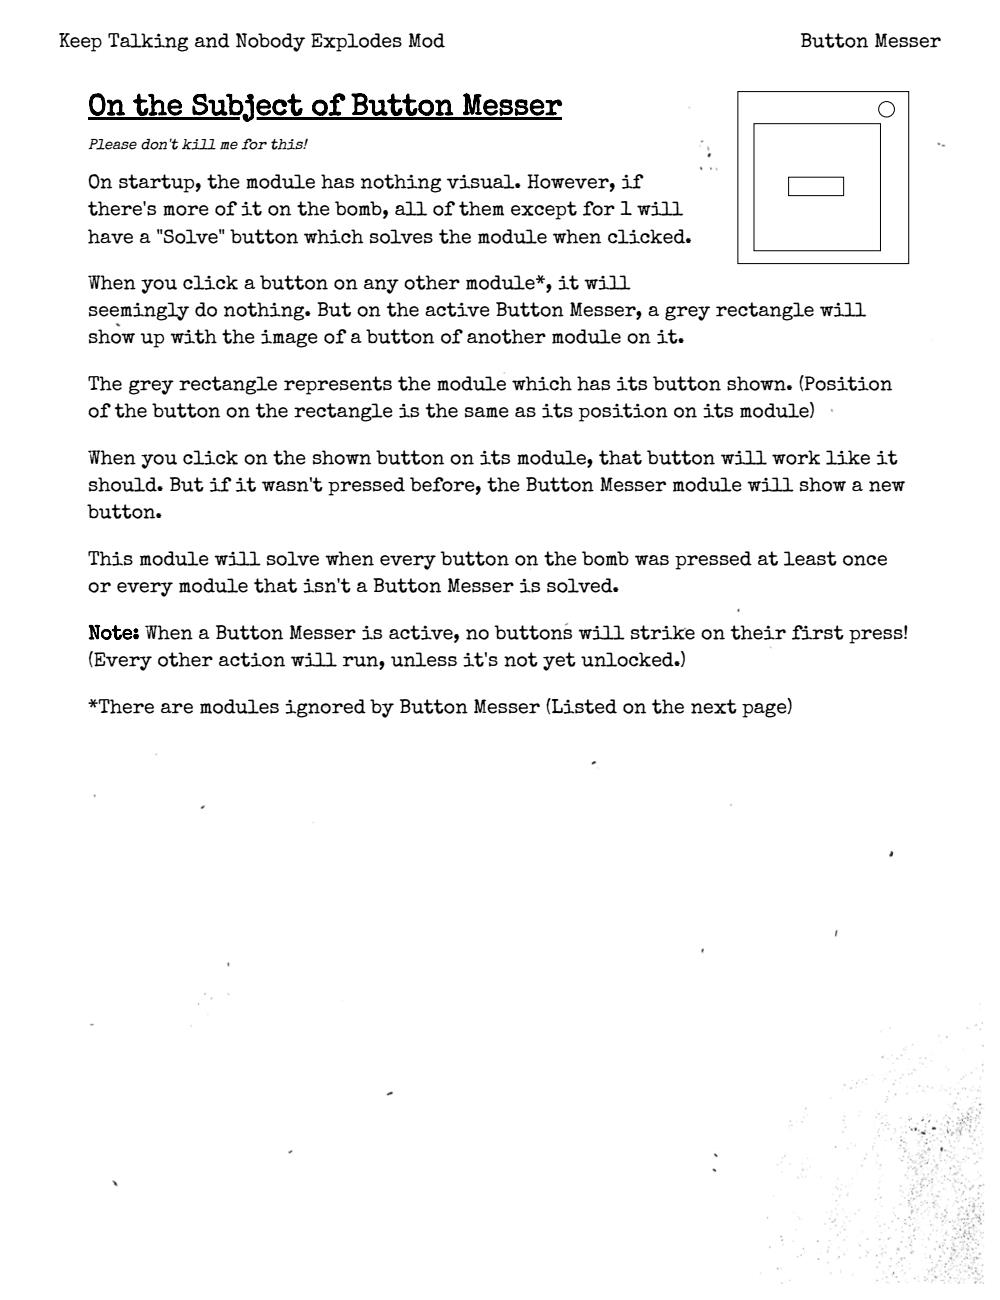 Keep Talking and Nobody Explodes Mod
Button Messer
On the Subject of Button Messer
Please don't kill me for this!
On startup, the module has nothing visual. However, if
there's more of it on the bomb, all of them except for 1 will
have a "Solve" button which solves the module when clicked.
When you click a button on any other module*, it will
seemingly do nothing. But on the active Button Messer, a grey rectangle will
show up with the image of a button of another module on it.
The grey rectangle represents the module which has its button shown. (Position
of the button on the rectangle is the same as its position on its module)
When you click on the shown button on its module, that button will work like it
should. But if it wasn't pressed before, the Button Messer module will show a new
button.
This module will solve when every button on the bomb was pressed at least once
or every module that isn't a Button Messer is solved.
Note: When a Button Messer is active, no buttons will strike on their first press!
(Every other action will run, unless it's not yet unlocked.)
*There are modules ignored by Button Messer (Listed on the next page)